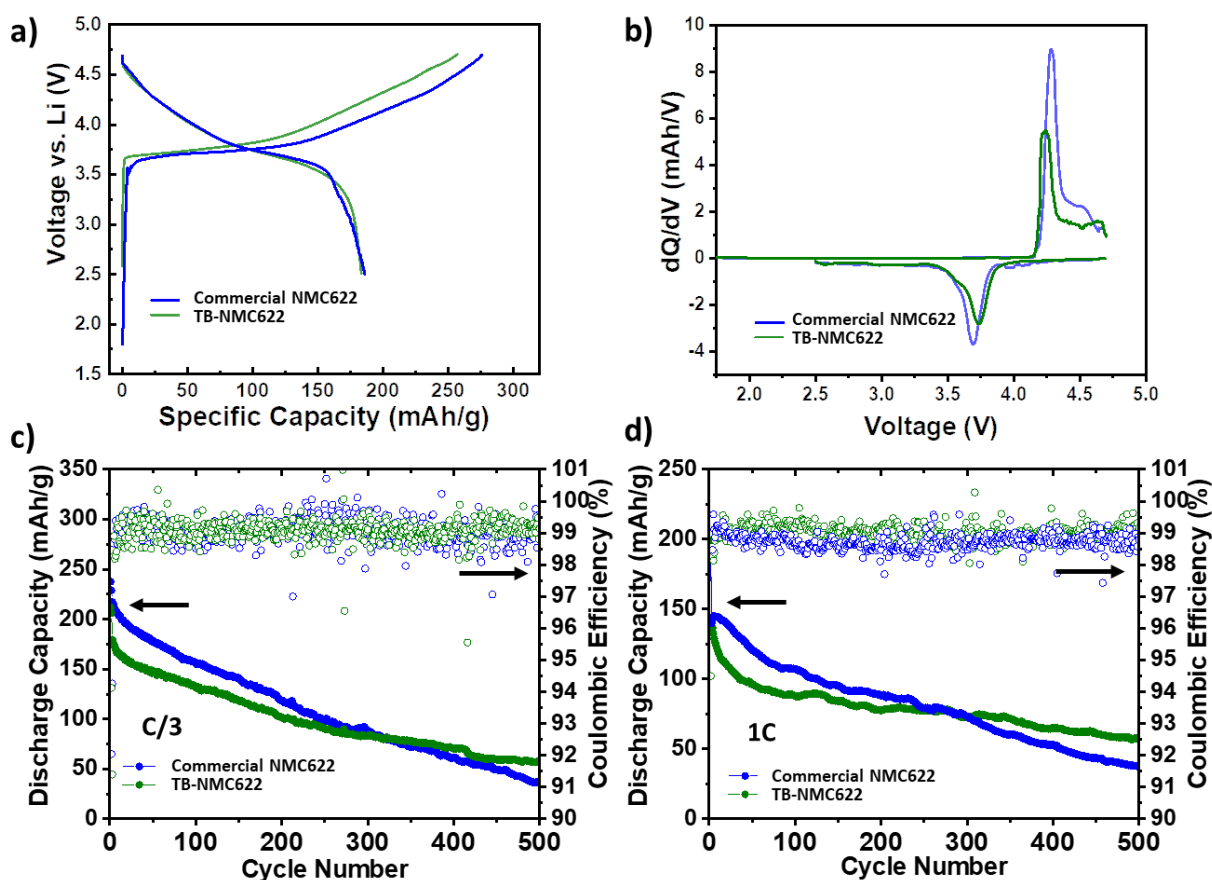 a)
Voltage vs. Li (V)
5.0
4.5
4.0
3.5
3.0
2.5
2.0
1.5
Commercial NMC622
TB-NMC622
0 50 100 150 200 250 300
Specific Capacity (mAh/g)
b)
dQ/dV (mAh/V)
10
8
6
4
2
0
-2
-4
Commercial NMC622
TB-NMC622
2.0 2.5 3.0 3.5 4.0 4.5 5.0
Voltage (V)
c)
Discharge Capacity (mAh/g)
350
300
250
200
150
100
50
0
C/3
Commercial NMC622
TB-NMC622
0 100 200 300 400 500
Cycle Number
101
100
99
98
97
96
95
94
93
92
91
90
Coulombic Efficiency (%)
d)
Discharge Capacity (mAh/g)
250
200
150
100
50
0
1C
Commercial NMC622
TB-NMC622
0 100 200 300 400 500
Cycle Number
101
100
99
98
97
96
95
94
93
92
91
90
Coulombic Efficiency (%)